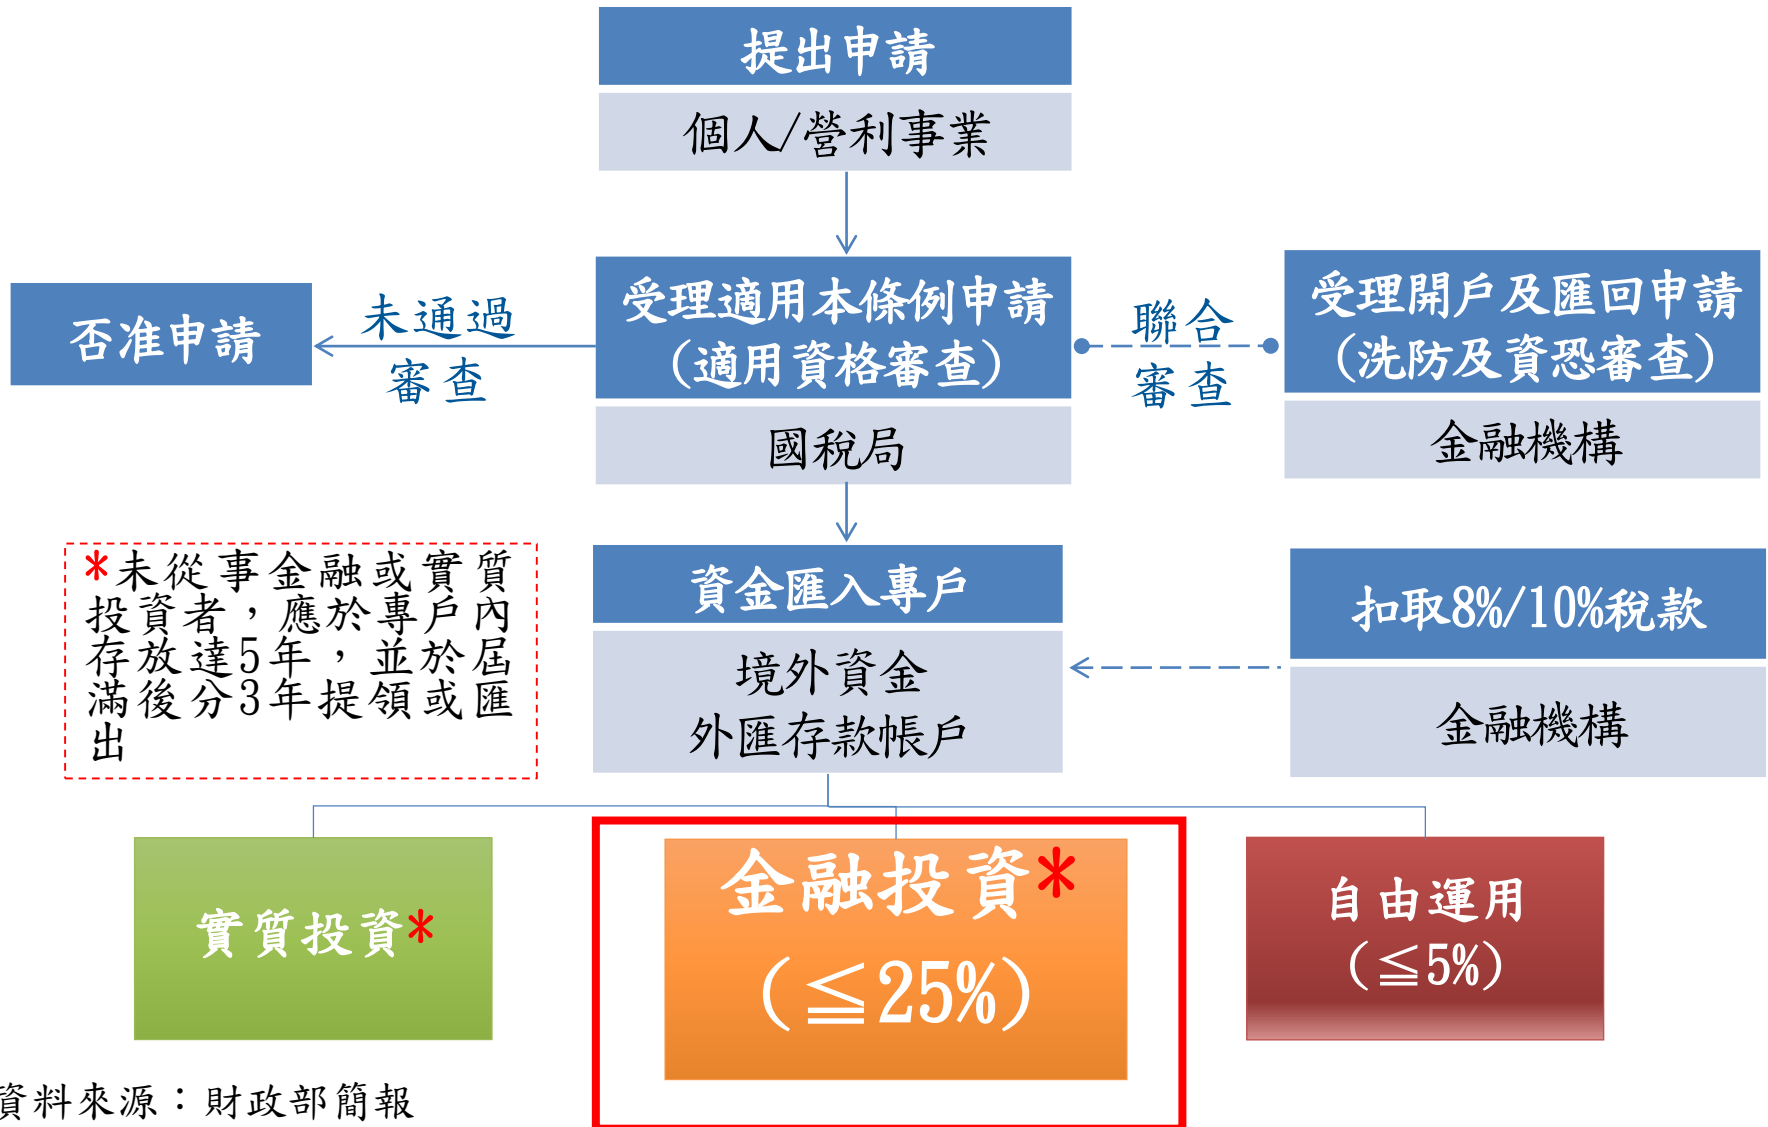 提出申請
個人/營利事業
否准申請
未通過
審查
受理適用本條例申請
(適用資格審查)
國稅局
聯合
審查
受理開戶及匯回申請
(洗防及資恐審查)
金融機構
*未從事金融或實質
投資者，應於專戶內
存放達5年，並於屆
滿後分3年提領或匯
出
資金匯入專戶
境外資金
外匯存款帳戶
扣取8%/10%稅款
金融機構
實質投資*
金融投資*
(≦25%)
自由運用
(≦5%)
資料來源：財政部簡報